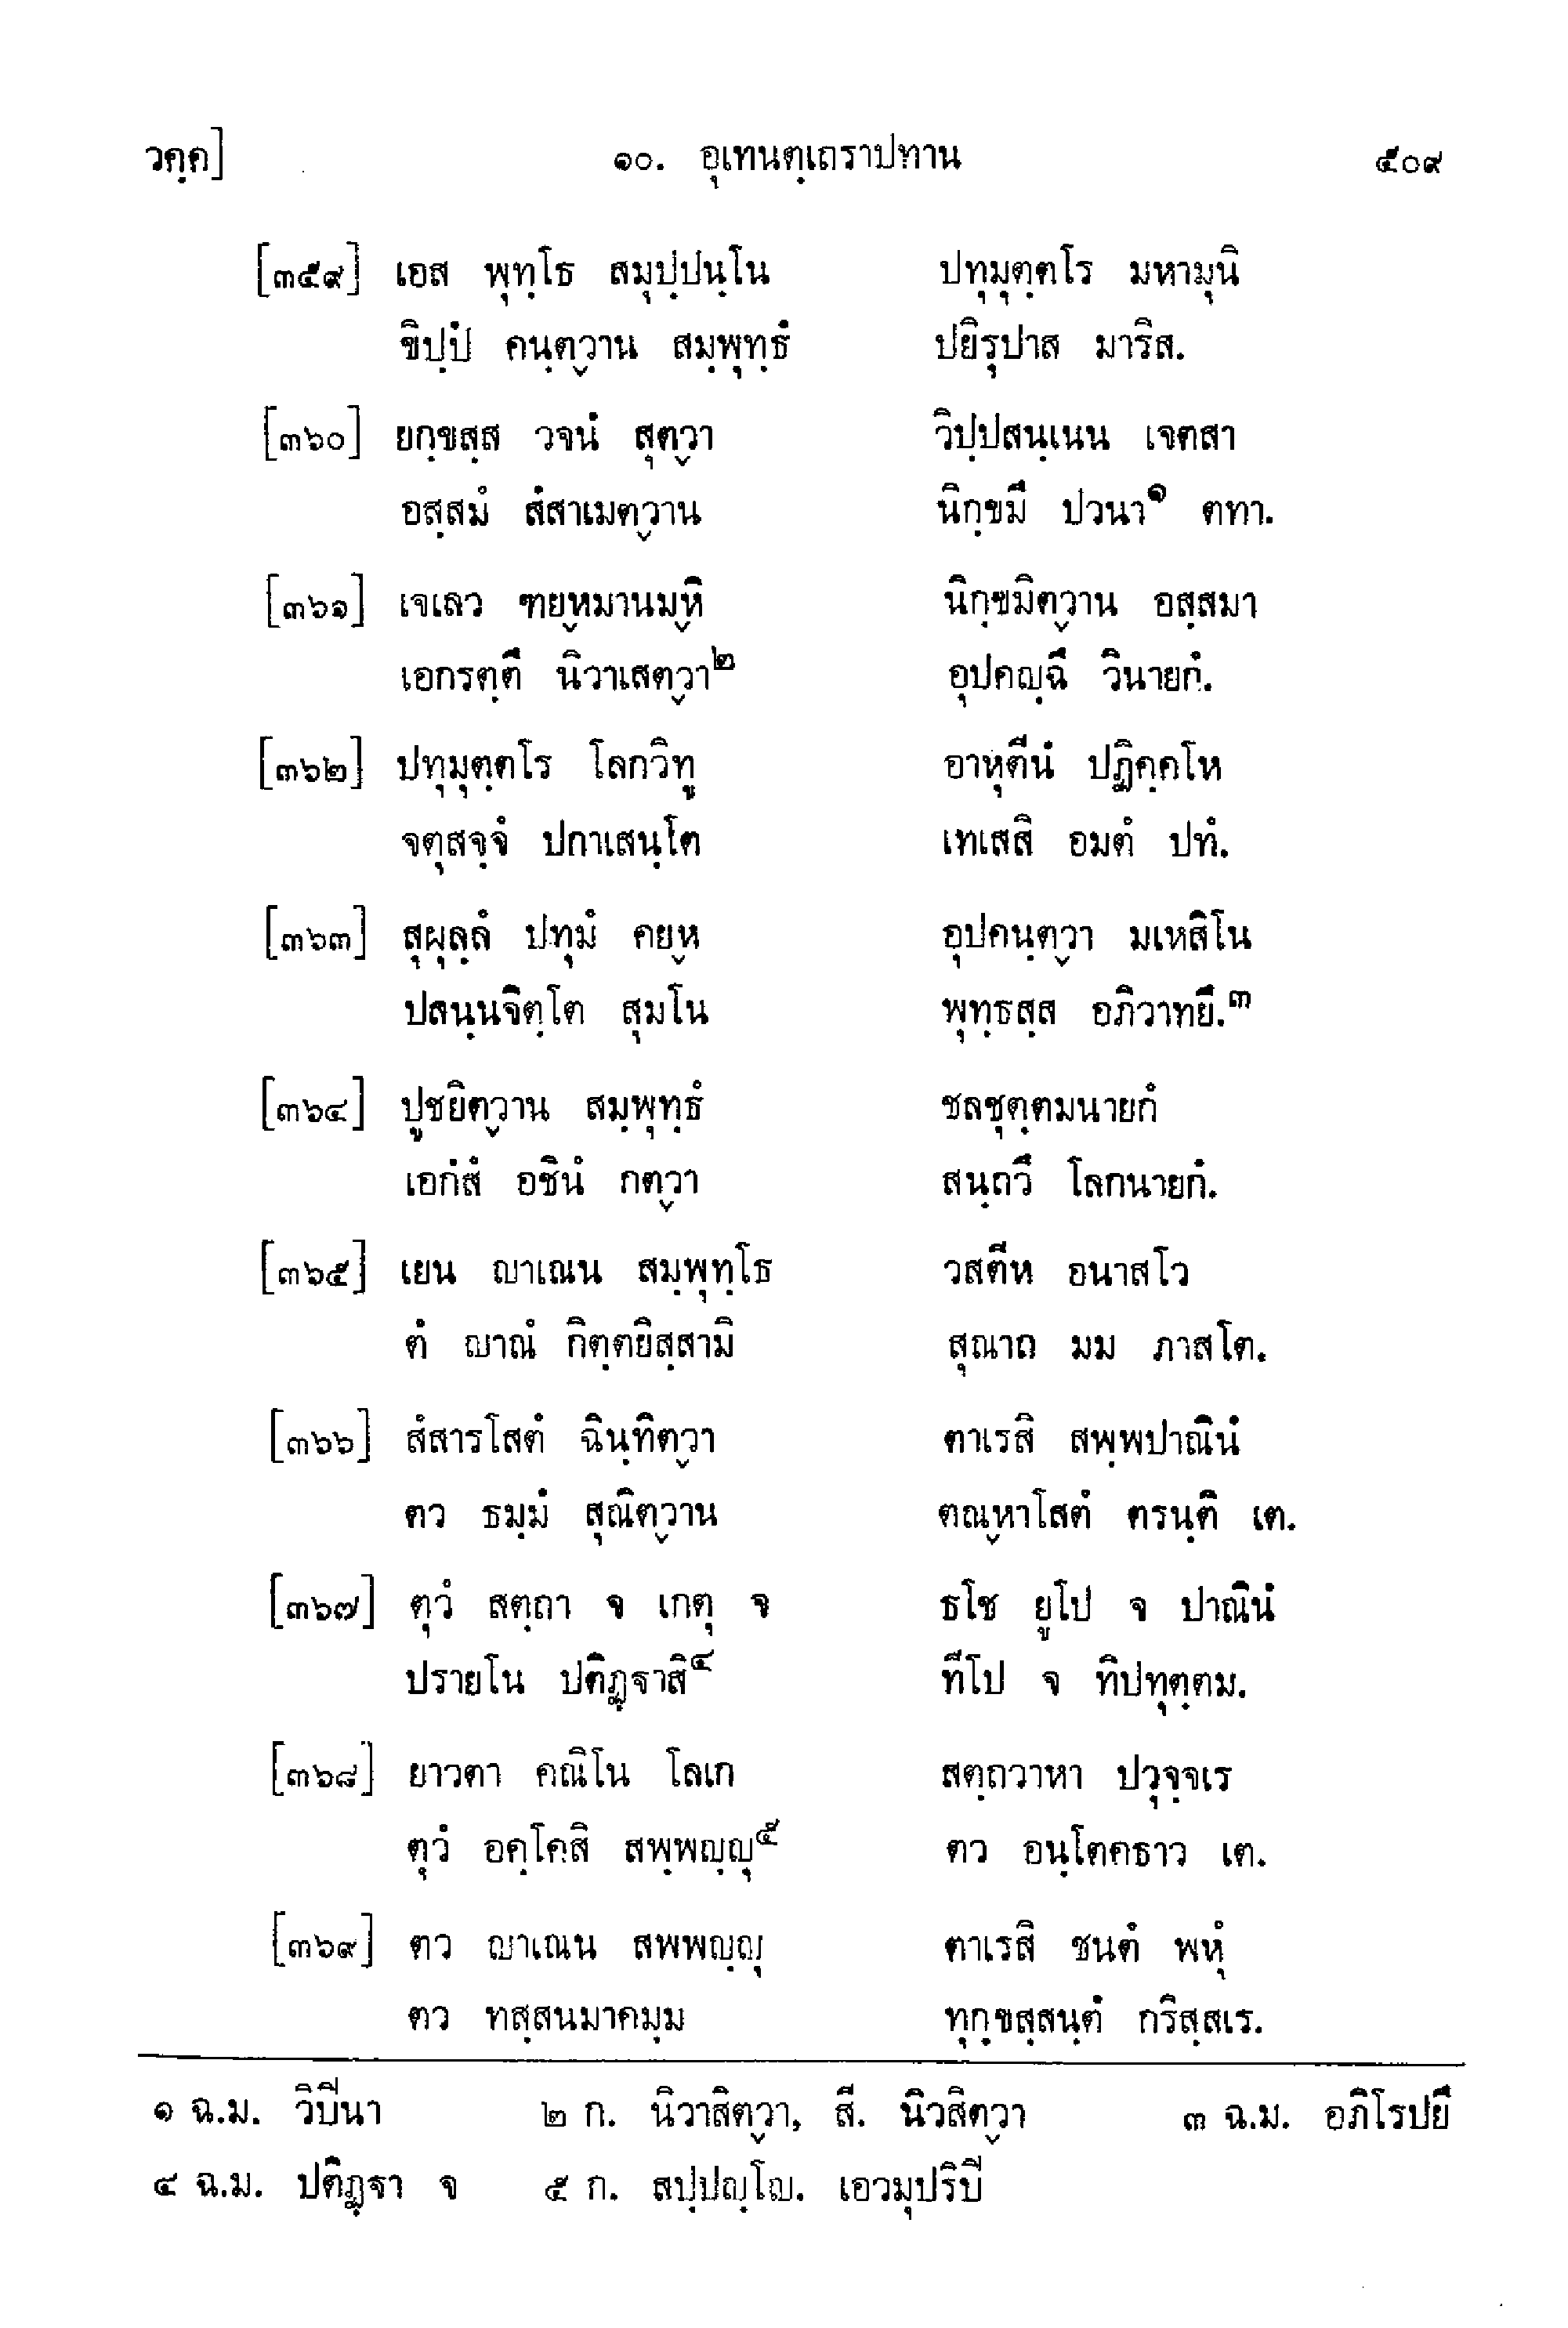 วคฺค] ๑๐. อุเทนตฺเถราปทาน ๕๐๙
[๓๕๙] เอส พุทฺโธ สมุปฺปนฺโน ปทุมุตฺตโร มหามุนิ
ขิปฺปํ คนฺตฺวาน สมฺพุทฺธํ ปยิรุปาส มาริส.
[๓๖๐] ยกฺขสฺส วจนํ สุตฺวา วิปฺปสนฺเนน เจตสา
อสฺสมํ สํสาเมตฺวาน นิกฺขมึ ปวนา๑ ตทา.
[๓๖๑] เจเลว ฑยฺหมานมฺหิ นิกฺขมิตฺวาน อสฺสมา
เอกรตฺตึ นิวาเสตฺวา๒ อุปคญฺฉึ วินายกํ.
[๓๖๒] ปทุมุตฺตโร โลกวิทู อาหุตีนํ ปฏิคฺคโห
จตุสจฺจํ ปกาเสนฺโต เทเสสิ อมตํ ปทํ.
[๓๖๓] สุผุลฺลํ ปทุมํ คยฺห อุปคนฺตฺวา มเหสิโน
ปสนฺนจิตฺโต สุมโน พุทฺธสฺส อภิวาทยึ.๓
[๓๖๔] ปูชยิตฺวาน สมฺพุทฺธํ ชลชุตฺตมนายกํ
เอกํสํ อชินํ กตฺวา สนฺถวึ โลกนายกํ.
[๓๖๕] เยน ญาเณน สมฺพุทฺโธ วสตีห อนาสโว
ตํ ญาณํ กิตฺตยิสฺสามิ สุณาถ มม ภาสโต.
[๓๖๖] สํสารโสตํ ฉินฺทิตฺวา ตาเรสิ สพฺพปาณินํ
ตว ธมฺมํ สุณิตฺวาน ตณฺหาโสตํ ตรนฺติ เต.
[๓๖๗] ตุวํ สตฺถา จ เกตุ จ ธโช ยูโป จ ปาณินํ
ปรายโน ปติฏฺฐาสิ๔ ทีโป จ ทิปทุตฺตม.
[๓๖๘] ยาวตา คณิโน โลเก สตฺถวาหา ปวุจฺจเร
ตุวํ อคฺโคสิ สพฺพญฺญุ๕ ตว อนฺโตคธาว เต.
[๓๖๙] ตว ญาเณน สพพญฺญุ ตาเรสิ ชนตํ พหุํ
ตว ทสฺสนมาคมฺม ทุกฺขสฺสนฺตํ กริสฺสเร.
๑ ฉ.ม. วิปีนา ๒ ก. นิวาสิตฺวา, สี. นิวสิตฺวา ๓ ฉ.ม. อภิโรปยึ
๔ ฉ.ม. ปติฏฺฐา จ ๕ ก. สปฺปญฺโญ. เอวมุปริปิ